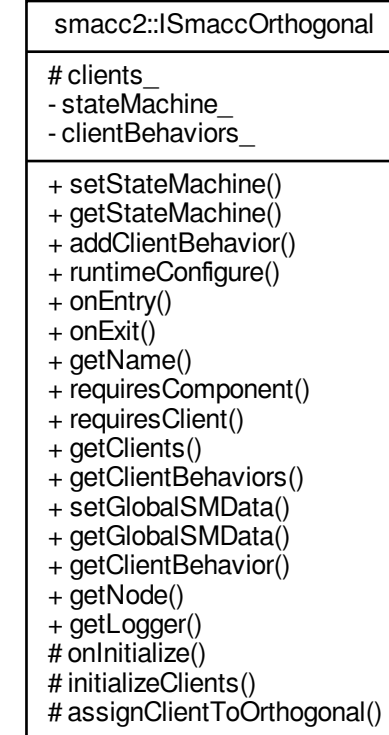 smacc2::ISmaccOrthogonal
# clients_
- stateMachine_
- clientBehaviors_
+ setStateMachine()
+ getStateMachine()
+ addClientBehavior()
+ runtimeConfigure()
+ onEntry()
+ onExit()
+ getName()
+ requiresComponent()
+ requiresClient()
+ getClients()
+ getClientBehaviors()
+ setGlobalSMData()
+ getGlobalSMData()
+ getClientBehavior()
+ getNode()
+ getLogger()
# onInitialize()
# initializeClients()
# assignClientToOrthogonal()